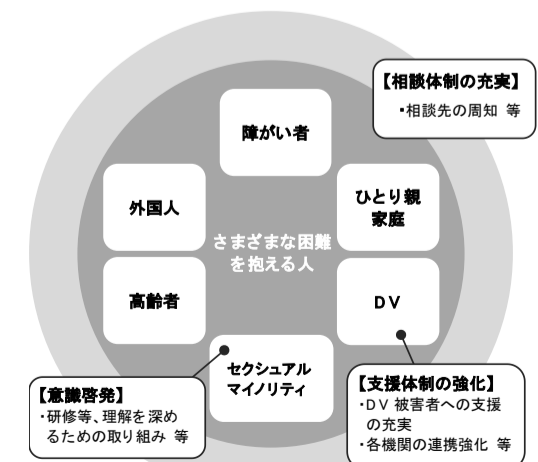 【相談体制の充実】
・相談先の周知 等
障がい者
外国人
ひとり親
家庭
さまざまな困難
を抱える人
高齢者
DV
セクシュアル
マイノリティ
【意識啓発】
・研修等、理解を深め
るための取り組み 等
【支援体制の強化】
・DV 被害者への支援
の充実
・各機関の連携強化 等